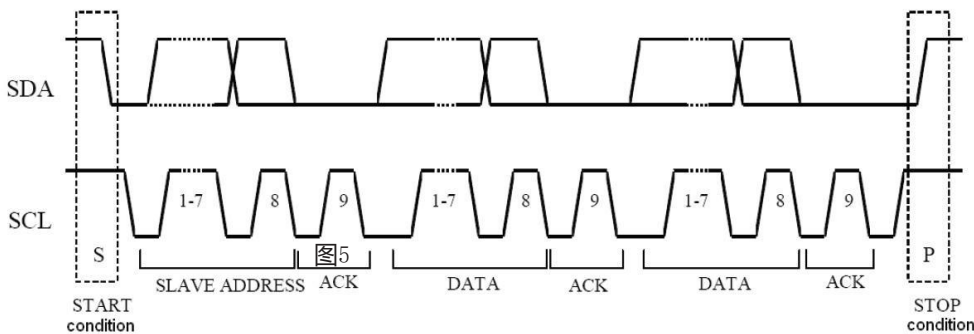 SDA
1-7 8 9 1-7 8 9 1-7 8 9
SCL
S 图5 P
SLAVE ADDRESS ACK DATA ACK DATA ACK
START
condition
STOP
condition